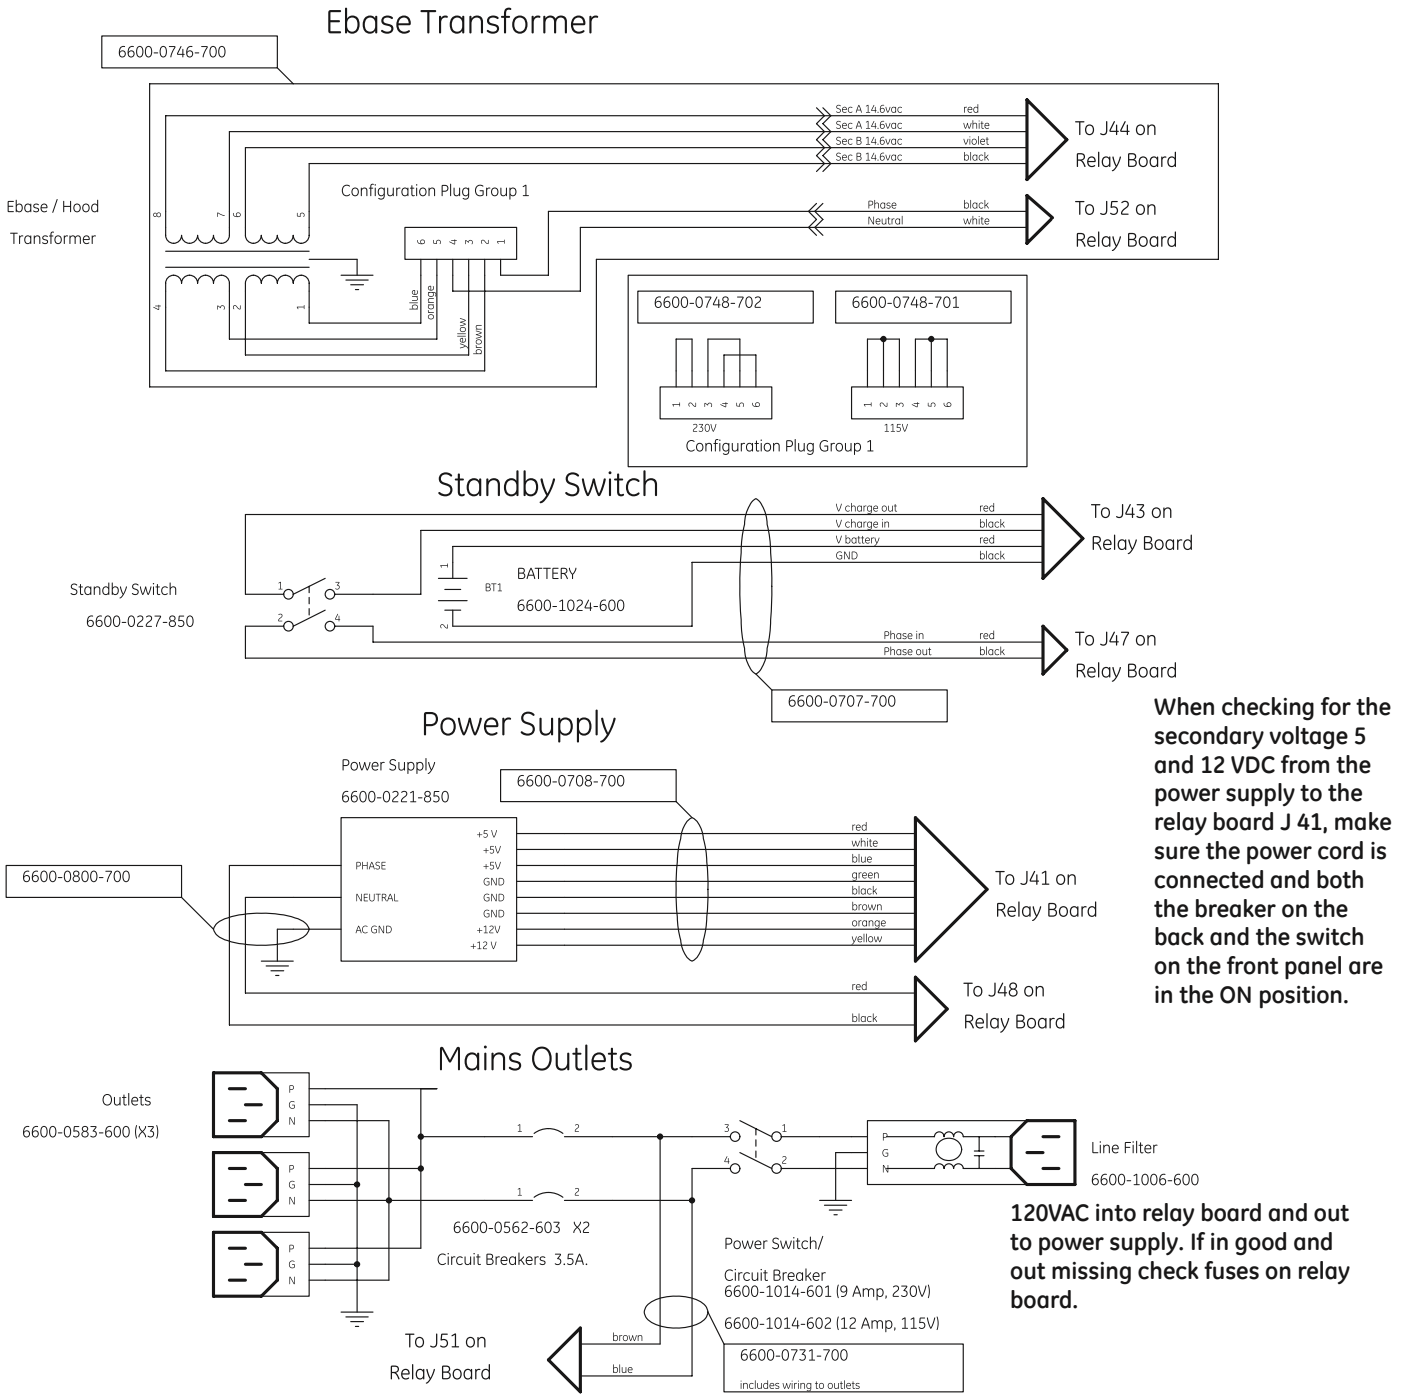 Ebase Transformer
6600-0746-700
Sec A 14.6vac red
Sec A 14.6vac white
Sec B 14.6vac violet
Sec B 14.6vac black
To J44 on
Relay Board
Configuration Plug Group 1
Ebase / Hood
Transformer
8 7 6 5
4 3 2 1
6 5 4 3 2 1
blue
orange
yellow
brown
Phase black
Neutral white
To J52 on
Relay Board
6600-0748-702
6600-0748-701
1 2 3 4 5 6
1 2 3 4 5 6
230V
115V
Configuration Plug Group 1
Standby Switch
V charge out red
V charge in black
V battery red
GND black
To J43 on
Relay Board
Standby Switch
6600-0227-850
1 3
2 4
1
BT1
2
BATTERY
6600-1024-600
Phase in red
Phase out black
To J47 on
Relay Board
6600-0707-700
When checking for the
secondary voltage 5
and 12 VDC from the
power supply to the
relay board J 41, make
sure the power cord is
connected and both
the breaker on the
back and the switch
on the front panel are
in the ON position.
Power Supply
Power Supply
6600-0221-850
6600-0708-700
6600-0800-700
PHASE
NEUTRAL
AC GND
+5 V
+5V
+5V
GND
GND
GND
+12V
+12 V
red
white
blue
green
black
brown
orange
yellow
To J41 on
Relay Board
red
black
To J48 on
Relay Board
Mains Outlets
Outlets
6600-0583-600 (X3)
P
G
N
P
G
N
P
G
N
1 2
1 2
6600-0562-603 X2
Circuit Breakers 3.5A.
3 1
4 2
P
G
N
Line Filter
6600-1006-600
120VAC into relay board and out
to power supply. If in good and
out missing check fuses on relay
board.
Power Switch/
Circuit Breaker
6600-1014-601 (9 Amp, 230V)
6600-1014-602 (12 Amp, 115V)
To J51 on
Relay Board
brown
blue
6600-0731-700
includes wiring to outlets